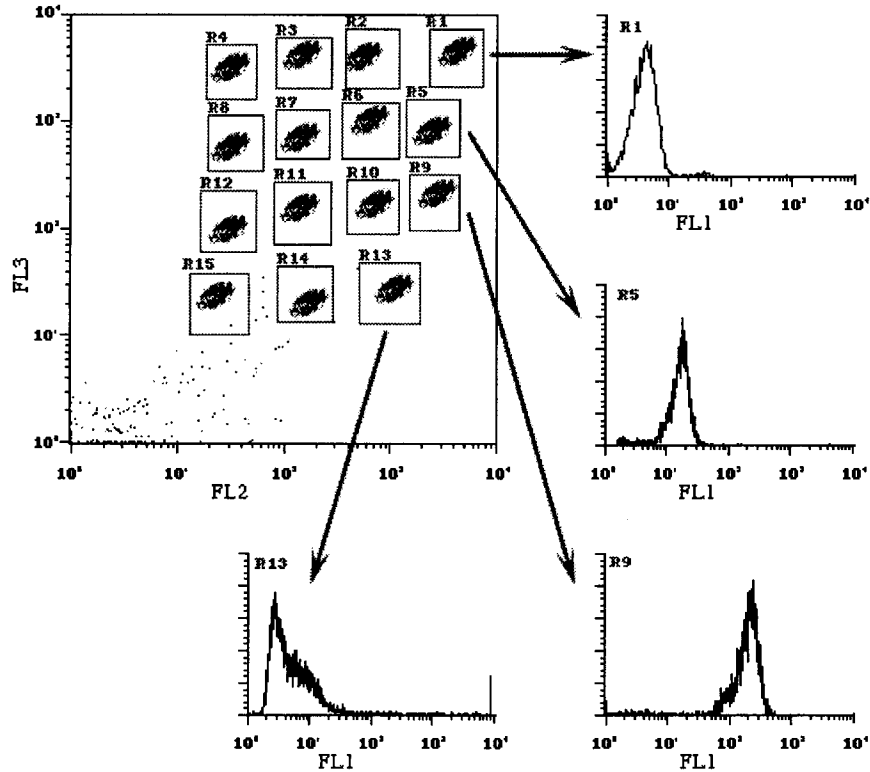 10⁴
R4 R3 R2 R1
R8 R7 R6 R5
10³
R12 R11 R10 R9
10²
R15 R14 R13
10¹
10⁰
FL3
10⁰ 10¹ 10² 10³ 10⁴
FL2
R1
10⁰ 10¹ 10² 10³ 10⁴
FL1
R5
10⁰ 10¹ 10² 10³ 10⁴
FL1
R13
10⁰ 10¹ 10² 10³ 10⁴
FL1
R9
10⁰ 10¹ 10² 10³ 10⁴
FL1